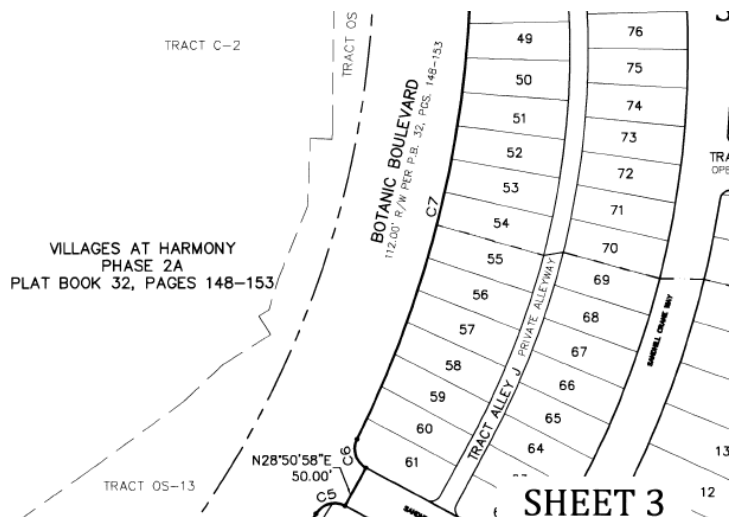 TRACT C-2
TRACT OS
49
50
51
52
53
54
55
56
57
58
59
60
61
76
75
74
73
72
71
70
69
68
67
66
65
64
BOTANIC BOULEVARD
112.00' R/W PER P.B. 32, PGS. 148-153
C7
VILLAGES AT HARMONY
PHASE 2A
PLAT BOOK 32, PAGES 148-153
TRACT ALLEY J PRIVATE ALLEYWAY
SANDHILL CRANE WAY
TRA
OPE
C6
N28°50'58"E
50.00'
C5
TRACT OS-13
13
12
SHEET 3